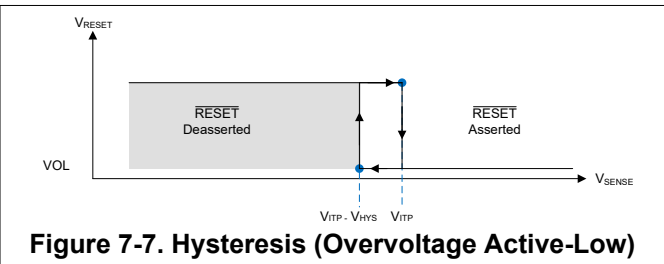 VRESET
RESET
Deasserted
RESET
Asserted
VOL
VSENSE
VITP - VHYS
VITP
Figure 7-7. Hysteresis (Overvoltage Active-Low)